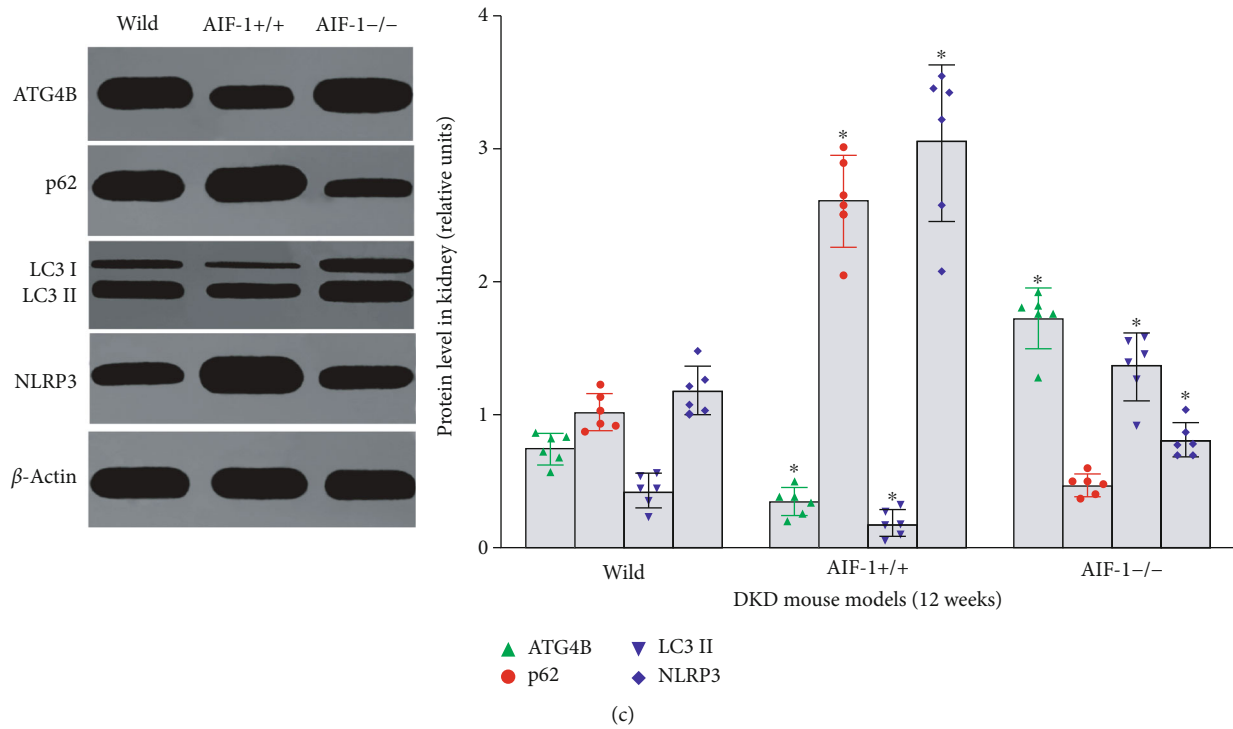 Wild AIF-1+/+ AIF-1−/−
ATG4B
p62
LC3 I
LC3 II
NLRP3
β-Actin
Protein level in kidney (relative units)
4
3
2
1
0
* * * * * * *
Wild AIF-1+/+ AIF-1−/−
DKD mouse models (12 weeks)
ATG4B LC3 II
p62 NLRP3
(c)